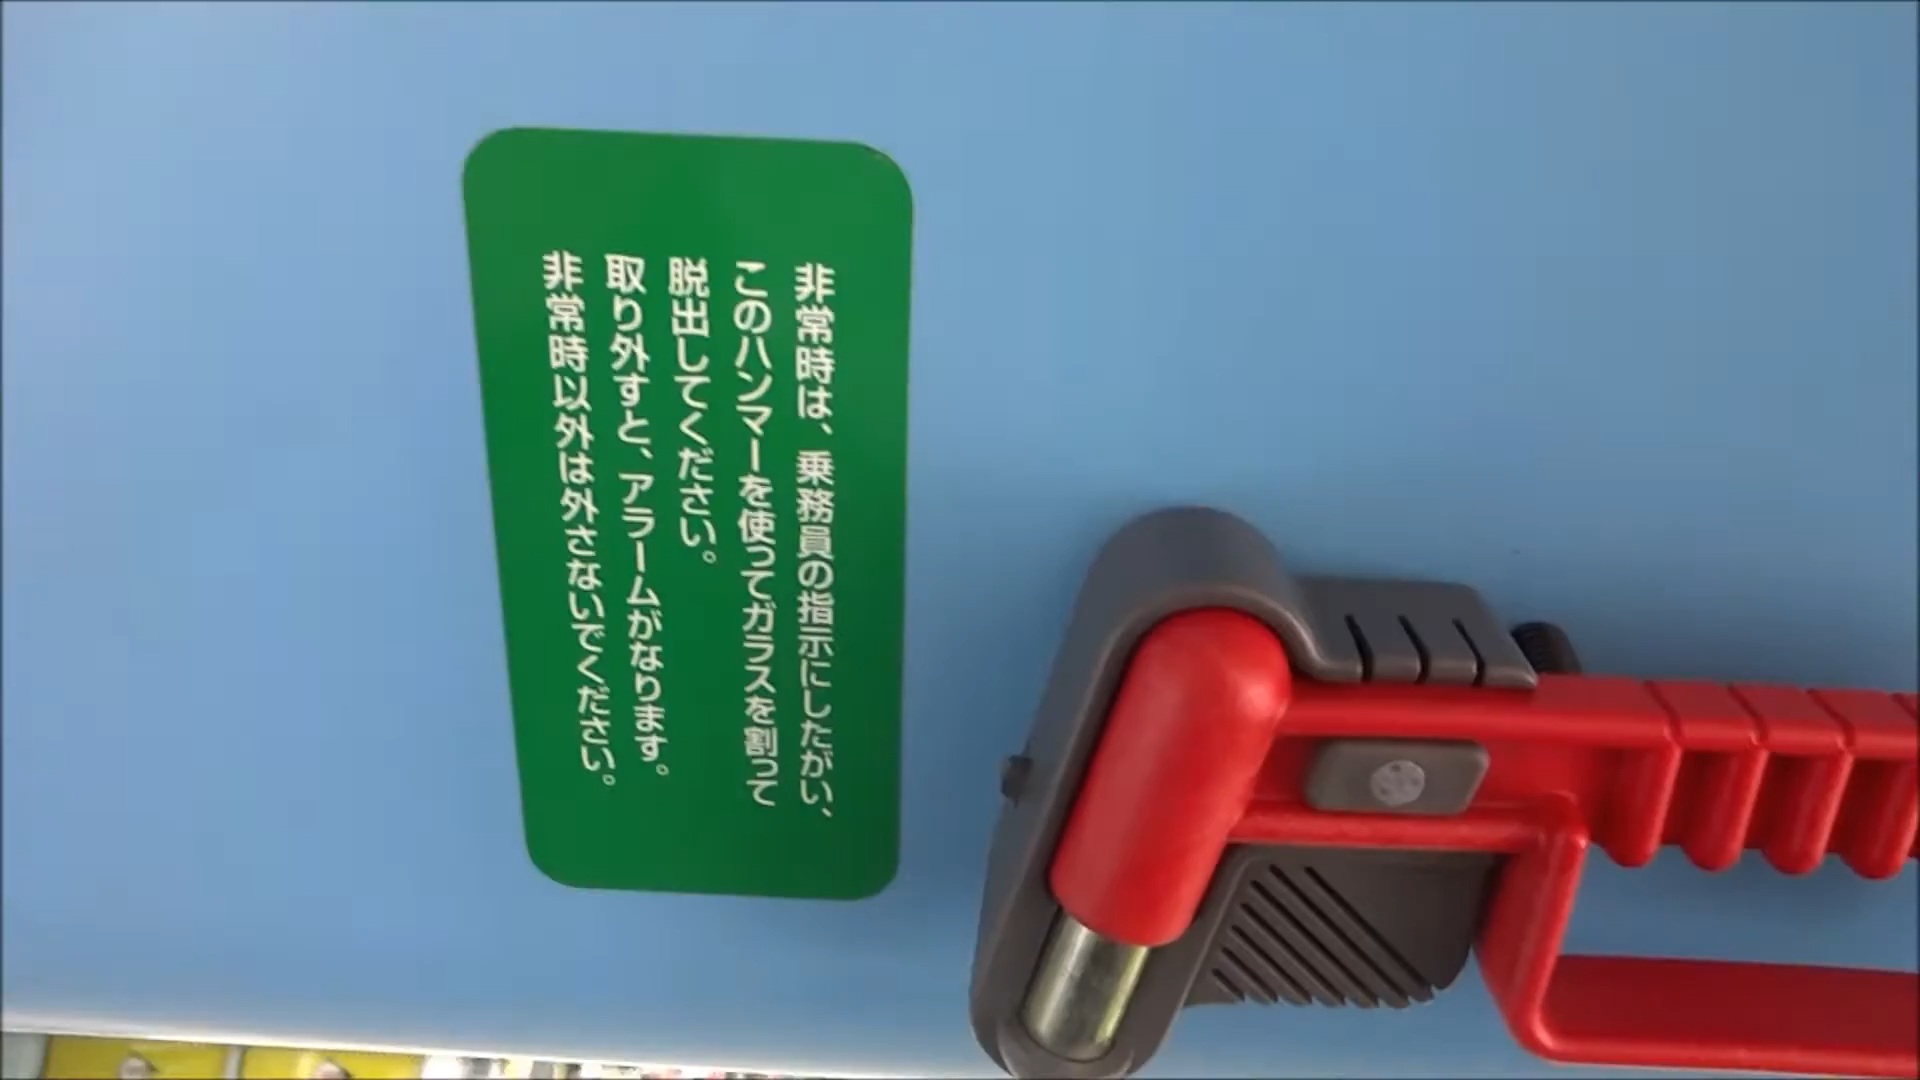 非常時は、乗務員の指示にしたがい、
このハンマーを使ってガラスを割って
脱出してください。
取り外すと、アラームがなります。
非常時以外は外さないでください。